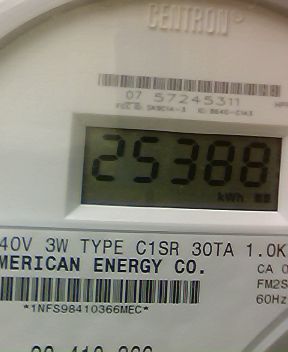 CENTRON
07 57245311
25388
kWh
40V 3W TYPE C1SR 30TA 1.0K
MERICAN ENERGY CO.
CA 0
FM2S
60Hz
*1NFS98410366MEC*